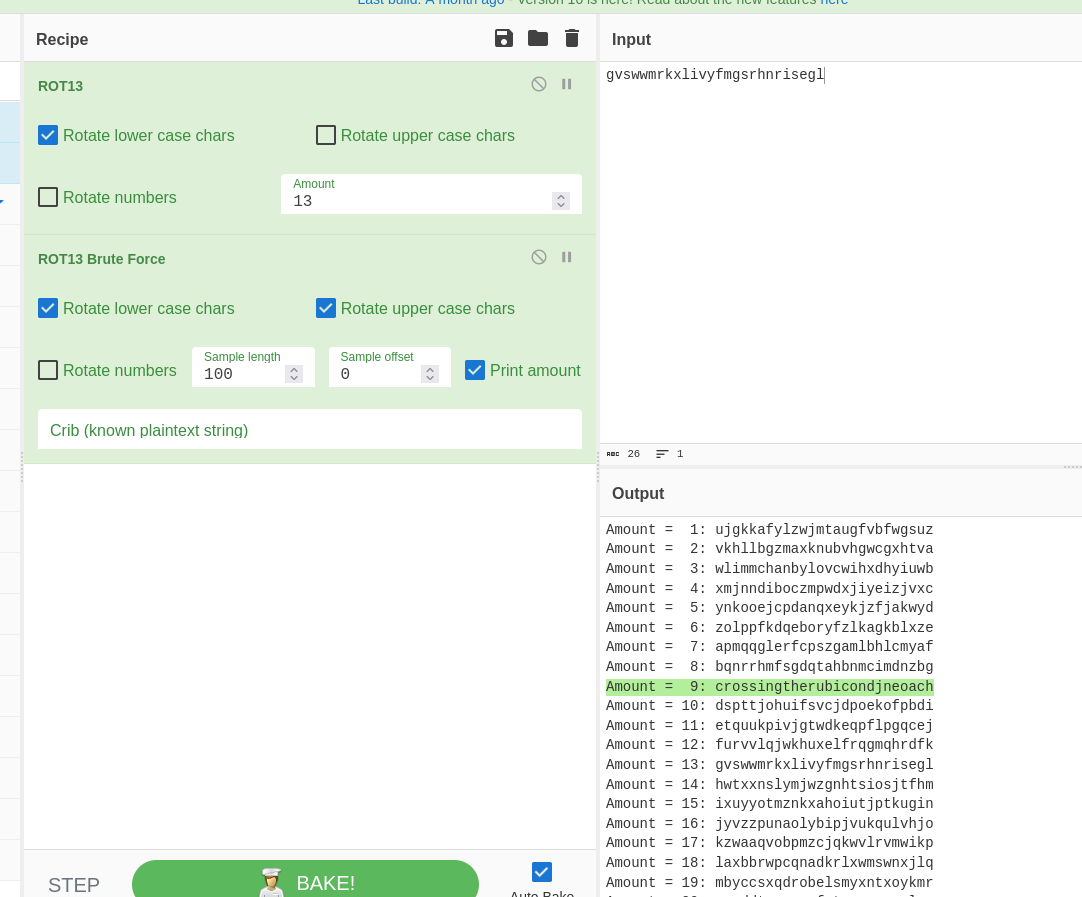 Last build: A month ago - Version 10 is here! Read about the new features here
Recipe
ROT13
Rotate lower case chars
Rotate upper case chars
Rotate numbers
Amount
13
ROT13 Brute Force
Rotate lower case chars
Rotate upper case chars
Rotate numbers
Sample length
100
Sample offset
0
Print amount
Crib (known plaintext string)
STEP
BAKE!
Auto Bake
Input
gvswwmrkxlivyfmgsrhnrisegl
ABC 26 1
Output
Amount =  1: ujgkkafylzwjmtaugfvbfwgsuz
Amount =  2: vkhllbgzmaxknubvhgwcgxhtva
Amount =  3: wlimmchanbylovcwihxdhyiuwb
Amount =  4: xmjnndiboczmpwdxjiyeizjvxc
Amount =  5: ynkooejcpdanqxeykjzfjakwyd
Amount =  6: zolppfkdqeboryfzlkagkblxze
Amount =  7: apmqqglerfcpszgamlbhlcmyaf
Amount =  8: bqnrrhmfsgdqtahbnmcimdnzbg
Amount =  9: crossingtherubicondjneoach
Amount = 10: dspttjohuifsvcjdpoekofpbdi
Amount = 11: etquukpivjgtwdkeqpflpgqcej
Amount = 12: furvvlqjwkhuxelfrqgmqhrdfk
Amount = 13: gvswwmrkxlivyfmgsrhnrisegl
Amount = 14: hwtxxnslymjwzgnhtsiosjtfhm
Amount = 15: ixuyyotmznkxahoiutjptkugin
Amount = 16: jyvzzpunaolybipjvukqulvhjo
Amount = 17: kzwaaqvobpmzcjqkwvlrvmwikp
Amount = 18: laxbbrwpcqnadkrlxwmswnxjlq
Amount = 19: mbyccsxqdrobelsmyxntxoykmr